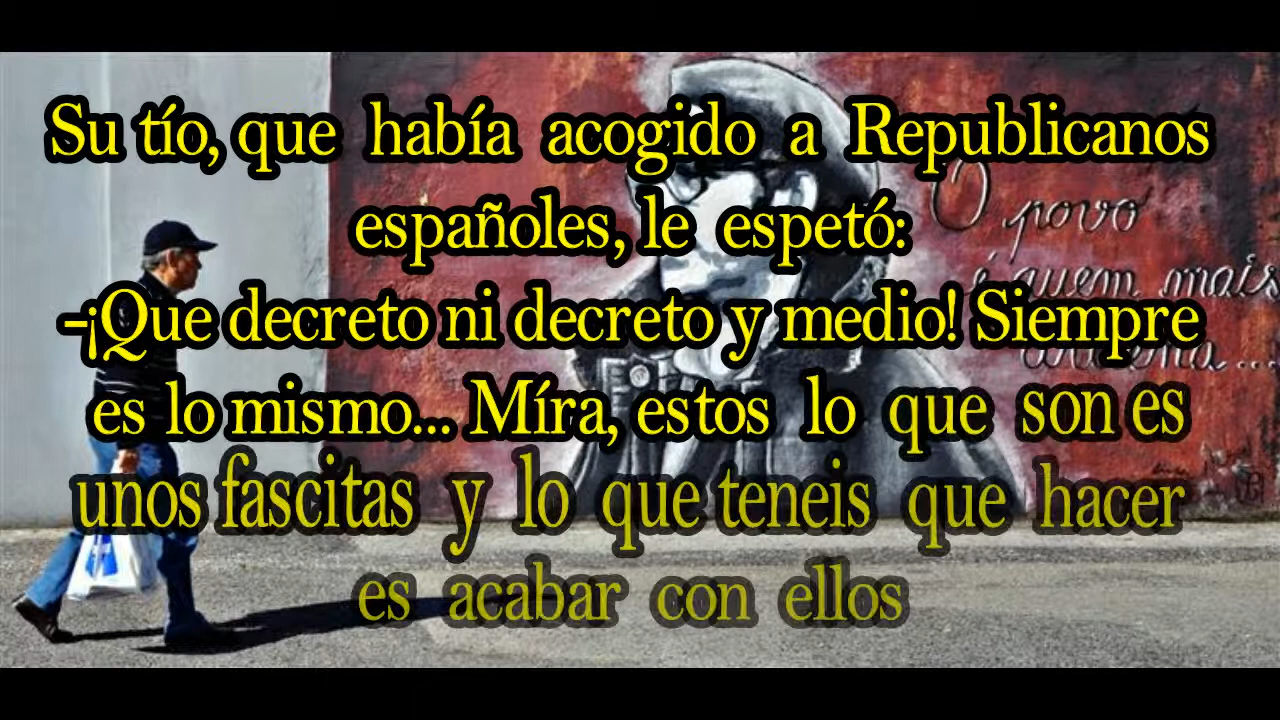 Su tío, que había acogido a Republicanos
españoles, le espetó:
-¡Que decreto ni decreto y medio! Siempre
es lo mismo... Míra, estos lo que son es
unos fascitas y lo que teneis que hacer
es acabar con ellos
O povo
é quem mais
ordena...